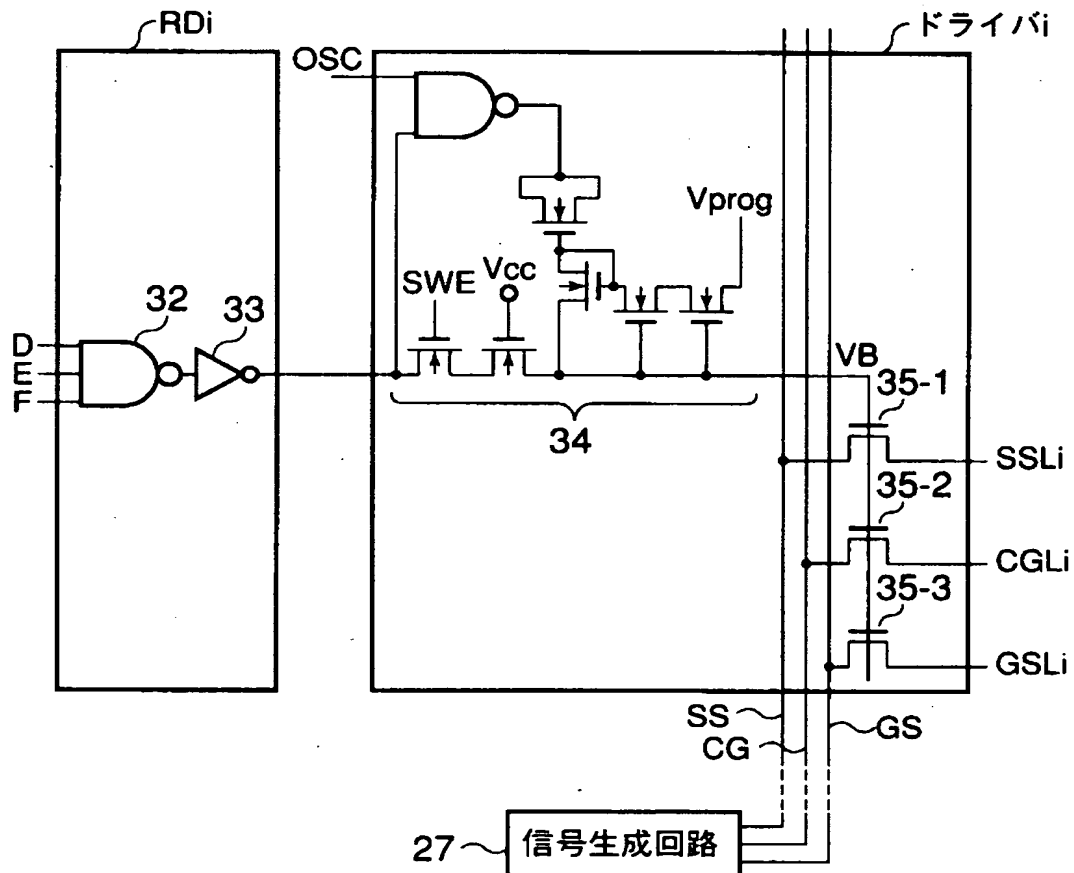 RDi
ドライバi
OSC
Vprog
SWE
Vcc
32
33
D
E
F
34
VB
35-1
SSLi
35-2
CGLi
35-3
GSLi
SS
CG
GS
27
信号生成回路